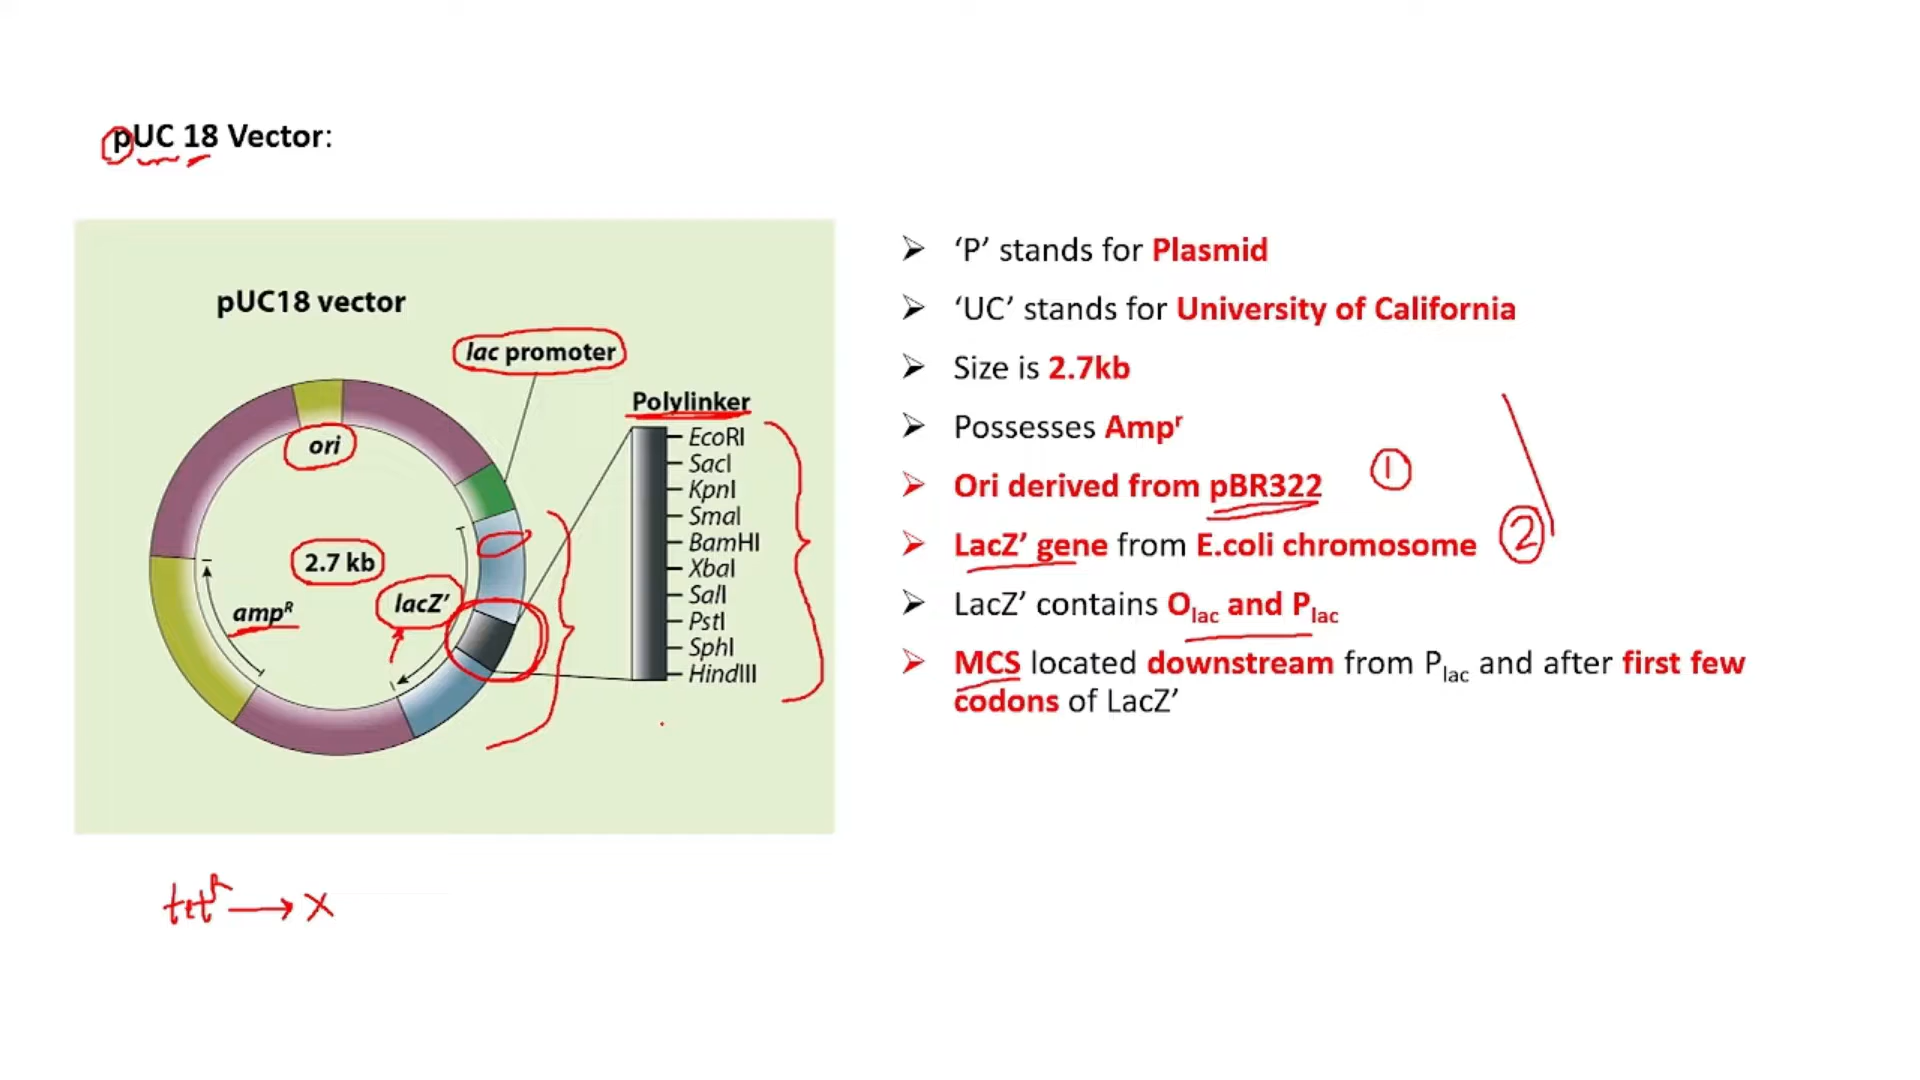 pUC 18 Vector:
pUC18 vector
lac promoter
Polylinker
EcoRI
SacI
KpnI
SmaI
BamHI
XbaI
SalI
PstI
SphI
HindIII
ori
2.7 kb
lacZ’
ampᴿ
tetᴿ → X
➢ ‘P’ stands for Plasmid
➢ ‘UC’ stands for University of California
➢ Size is 2.7kb
➢ Possesses Ampʳ
➢ Ori derived from pBR322 ①
➢ LacZ’ gene from E.coli chromosome ②
➢ LacZ’ contains Olac and Plac
➢ MCS located downstream from Plac and after first few
codons of LacZ’